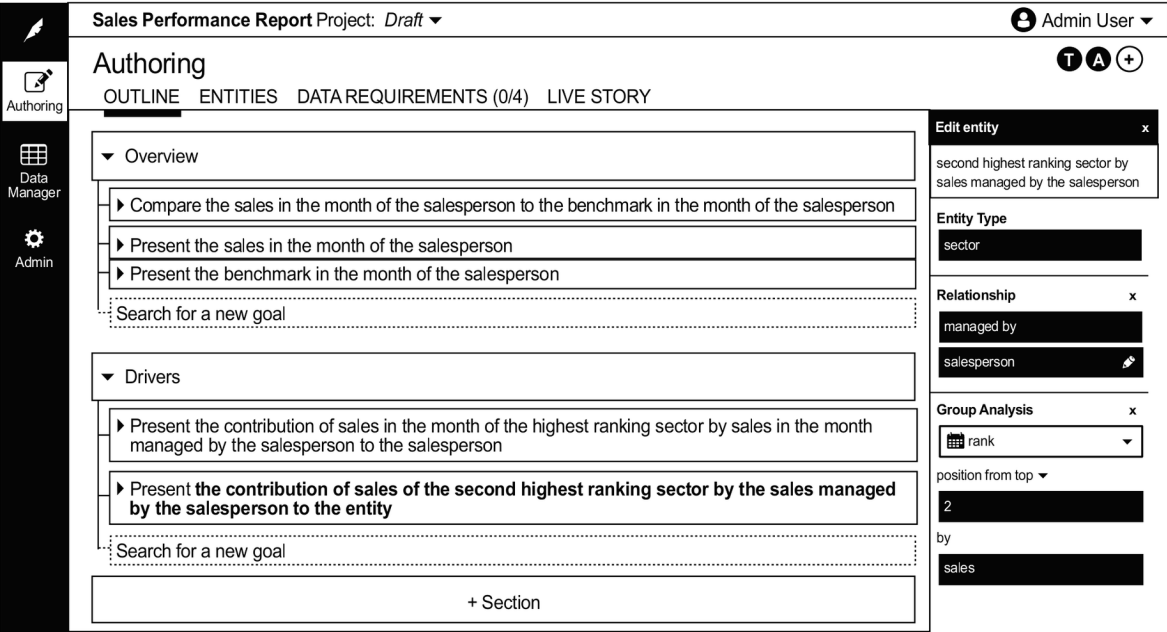 Sales Performance Report Project: Draft
Admin User
Authoring
T A +
OUTLINE ENTITIES DATA REQUIREMENTS (0/4) LIVE STORY
Authoring
Data
Manager
Admin
Overview
Compare the sales in the month of the salesperson to the benchmark in the month of the salesperson
Present the sales in the month of the salesperson
Present the benchmark in the month of the salesperson
Search for a new goal
Drivers
Present the contribution of sales in the month of the highest ranking sector by sales in the month
managed by the salesperson to the salesperson
Present the contribution of sales of the second highest ranking sector by the sales managed
by the salesperson to the entity
Search for a new goal
+ Section
Edit entity x
second highest ranking sector by
sales managed by the salesperson
Entity Type
sector
Relationship x
managed by
salesperson
Group Analysis x
rank
position from top
2
by
sales